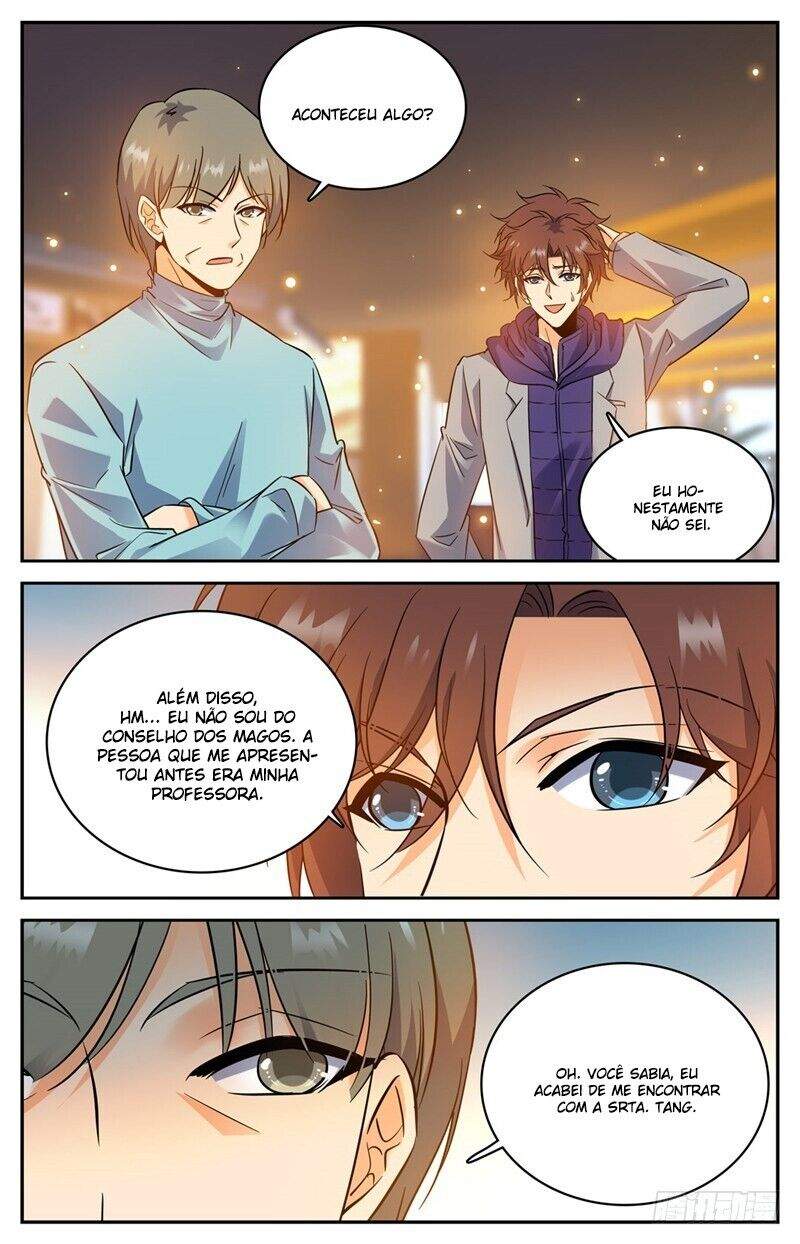 ACONTECEU ALGO?
EU HO-
NESTAMENTE
NÃO SEI.
ALÉM DISSO,
HM... EU NÃO SOU DO
CONSELHO DOS MAGOS. A
PESSOA QUE ME APRESEN-
TOU ANTES ERA MINHA
PROFESSORA.
OH. VOCÊ SABIA, EU
ACABEI DE ME ENCONTRAR
COM A SRTA. TANG.